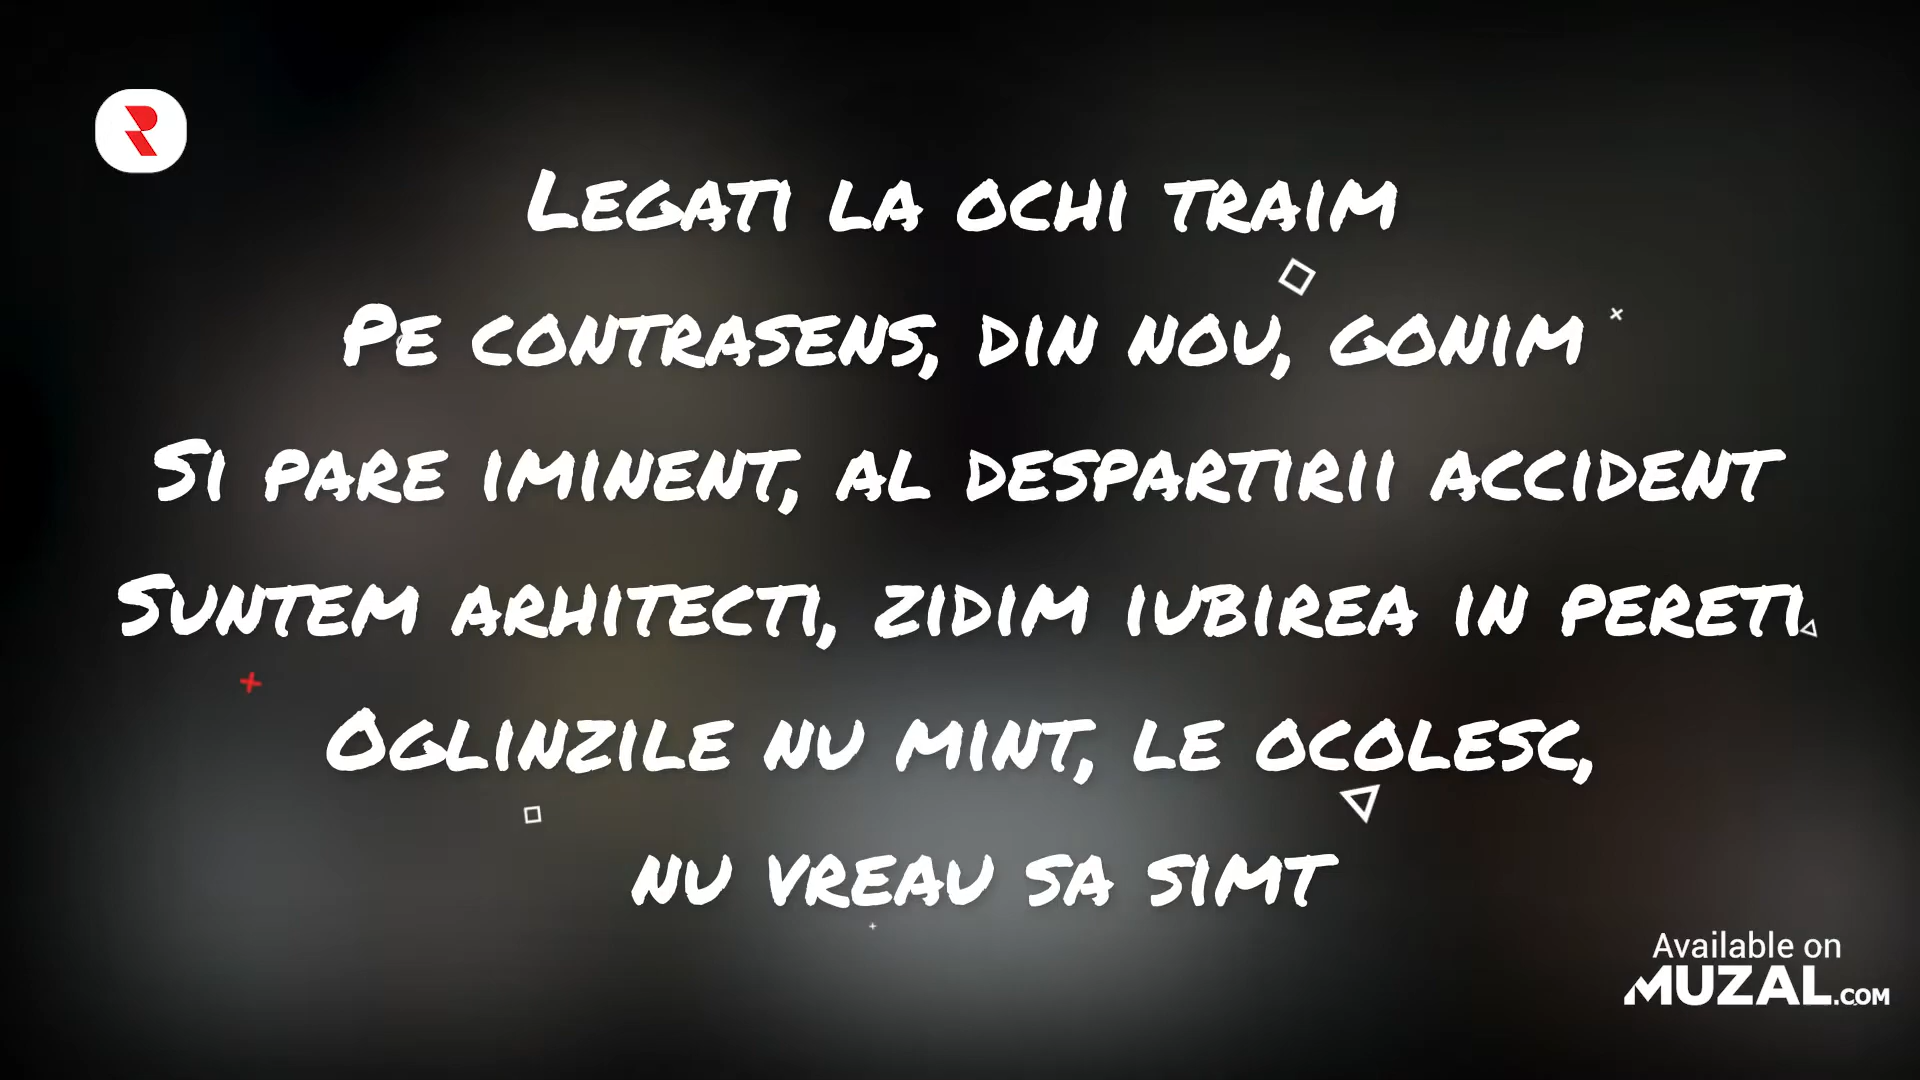 Legati la ochi traim
Pe contrasens, din nou, gonim
Si pare iminent, al despartirii accident
Suntem arhitecti, zidim iubirea in pereti
Oglinzile nu mint, le ocolesc,
nu vreau sa simt
Available on
MUZAL.COM